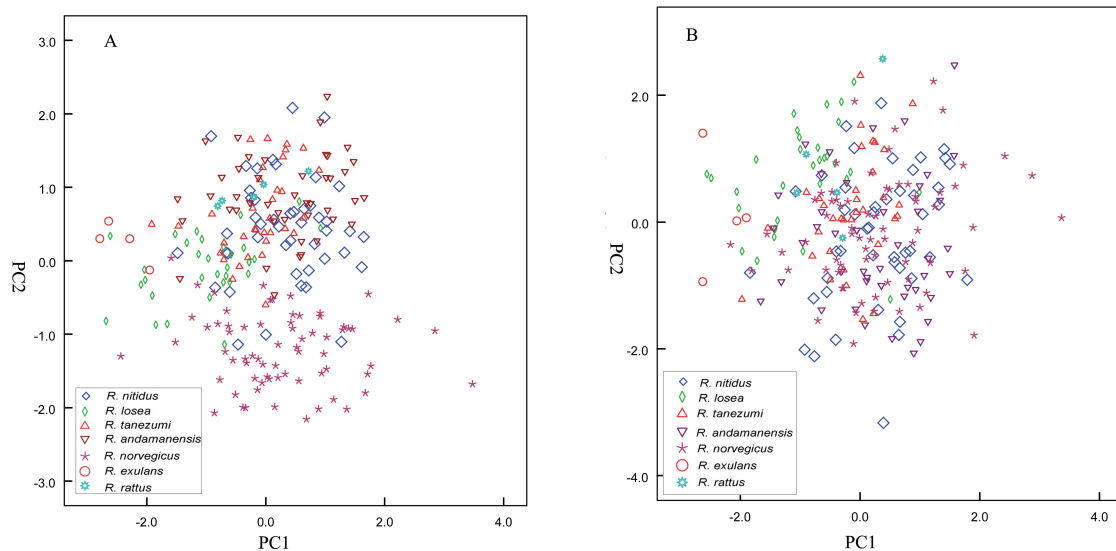 A
3.0
2.0
1.0
0.0
-1.0
-2.0
-3.0
PC2
R. nitidus
R. losea
R. tanezumi
R. andamanensis
R. norvegicus
R. exulans
R. rattus
-2.0 0.0 2.0 4.0
PC1
B
2.0
0.0
-2.0
-4.0
PC2
R. nitidus
R. losea
R. tanezumi
R. andamanensis
R. norvegicus
R. exulans
R. rattus
-2.0 0.0 2.0 4.0
PC1